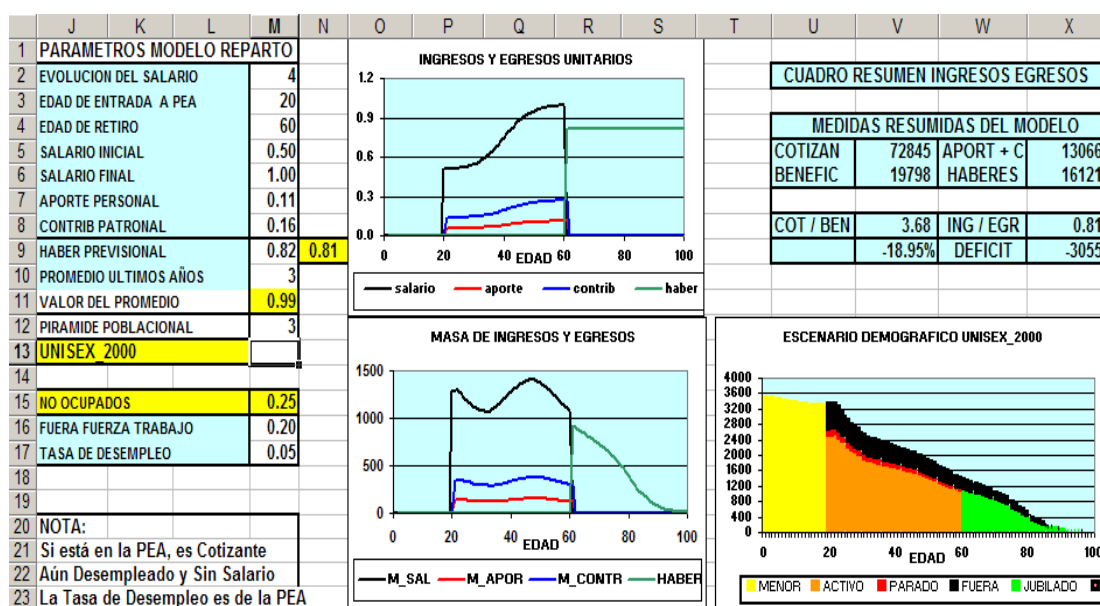 J K L M N O P Q R S T U V W X
1 PARAMETROS MODELO REPARTO
2 EVOLUCION DEL SALARIO 4
3 EDAD DE ENTRADA A PEA 20
4 EDAD DE RETIRO 60
5 SALARIO INICIAL 0.50
6 SALARIO FINAL 1.00
7 APORTE PERSONAL 0.11
8 CONTRIB PATRONAL 0.16
9 HABER PREVISIONAL 0.82 0.81
10 PROMEDIO ULTIMOS AÑOS 3
11 VALOR DEL PROMEDIO 0.99
12 PIRAMIDE POBLACIONAL 3
13 UNISEX_2000
14
15 NO OCUPADOS 0.25
16 FUERA FUERZA TRABAJO 0.20
17 TASA DE DESEMPLEO 0.05
18
19
20 NOTA:
21 Si está en la PEA, es Cotizante
22 Aún Desempleado y Sin Salario
23 La Tasa de Desempleo es de la PEA
INGRESOS Y EGRESOS UNITARIOS
1.2
0.9
0.6
0.3
0.0
0 20 40 60 80 100
EDAD
salario aporte contrib haber
CUADRO RESUMEN INGRESOS EGRESOS
MEDIDAS RESUMIDAS DEL MODELO
COTIZAN 72845 APORT + C 13066
BENEFIC 19798 HABERES 16121
COT / BEN 3.68 ING / EGR 0.81
-18.95% DEFICIT -3055
MASA DE INGRESOS Y EGRESOS
1500
1000
500
0
0 20 40 60 80 100
EDAD
M_SAL M_APOR M_CONTR HABER
ESCENARIO DEMOGRAFICO UNISEX_2000
4000
3600
3200
2800
2400
2000
1600
1200
800
400
0
0 20 40 60 80 100
EDAD
MENOR ACTIVO PARADO FUERA JUBILADO